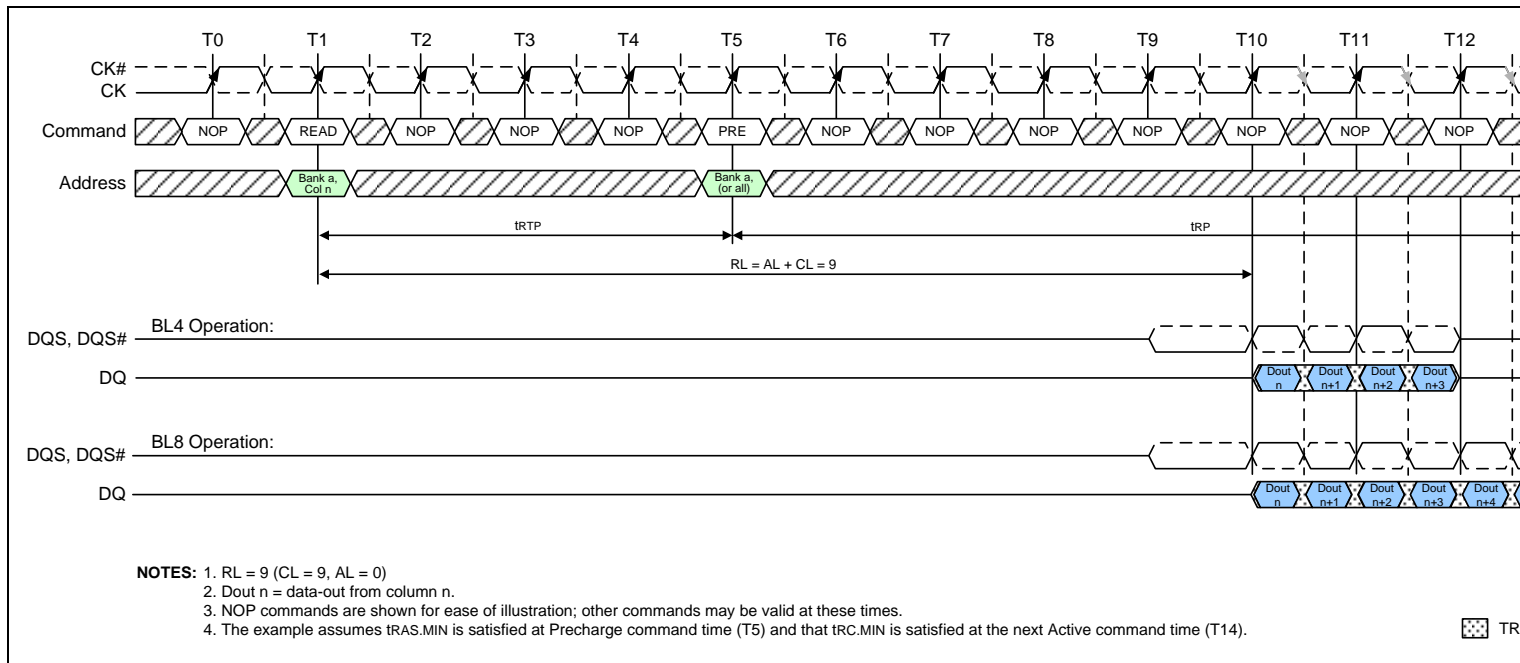 T0 T1 T2 T3 T4 T5 T6 T7 T8 T9 T10 T11 T12
CK#
CK
Command NOP READ NOP NOP NOP PRE NOP NOP NOP NOP NOP NOP NOP
Address Bank a, Col n Bank a, (or all)
tRTP tRP
RL = AL + CL = 9
BL4 Operation:
DQS, DQS#
DQ Dout n Dout n+1 Dout n+2 Dout n+3
BL8 Operation:
DQS, DQS#
DQ Dout n Dout n+1 Dout n+2 Dout n+3 Dout n+4
NOTES: 1. RL = 9 (CL = 9, AL = 0)
2. Dout n = data-out from column n.
3. NOP commands are shown for ease of illustration; other commands may be valid at these times.
4. The example assumes tRAS.MIN is satisfied at Precharge command time (T5) and that tRC.MIN is satisfied at the next Active command time (T14).
TR